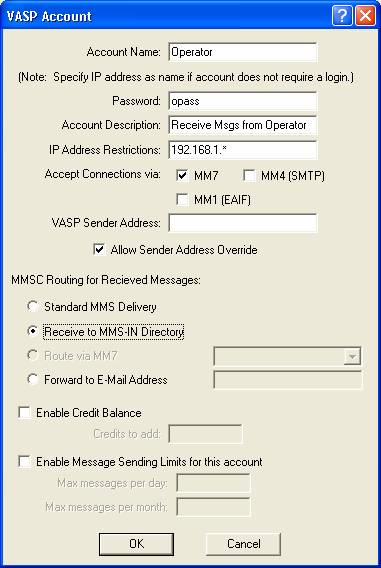 VASP Account
Account Name: Operator
(Note: Specify IP address as name if account does not require a login.)
Password: opass
Account Description: Receive Msgs from Operator
IP Address Restrictions: 192.168.1.*
Accept Connections via: MM7 MM4 (SMTP)
MM1 (EAIF)
VASP Sender Address:
Allow Sender Address Override
MMSC Routing for Recieved Messages:
Standard MMS Delivery
Receive to MMS-IN Directory
Route via MM7
Forward to E-Mail Address
Enable Credit Balance
Credits to add:
Enable Message Sending Limits for this account
Max messages per day:
Max messages per month:
OK Cancel